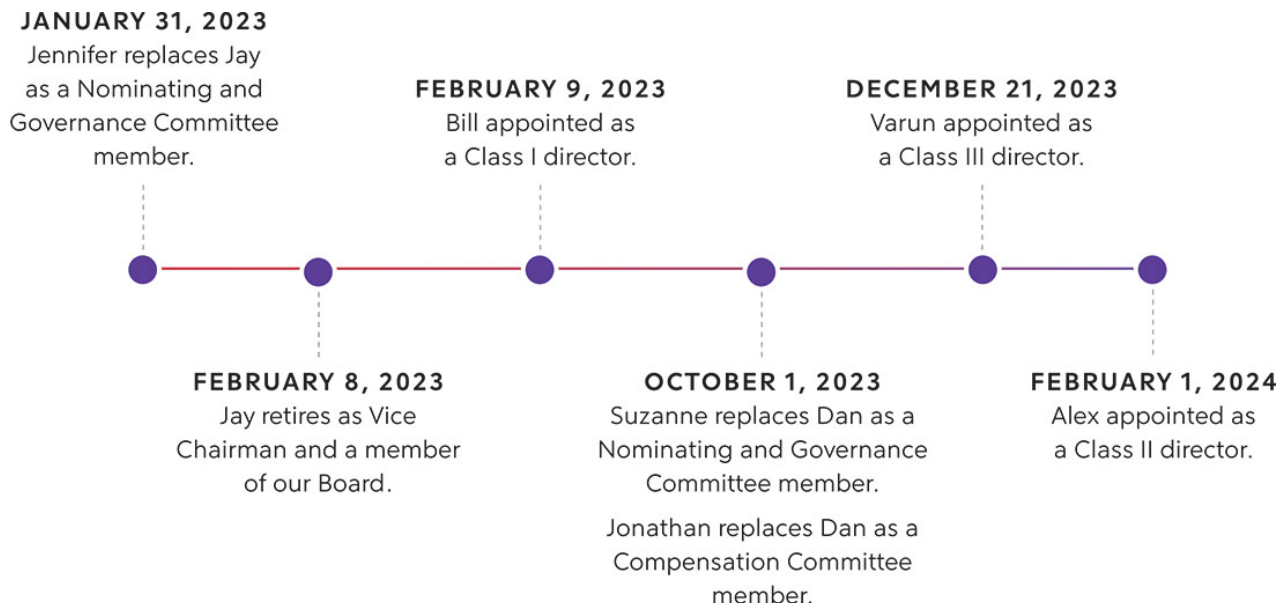 JANUARY 31, 2023
Jennifer replaces Jay
as a Nominating and
Governance Committee
member.
FEBRUARY 8, 2023
Jay retires as Vice
Chairman and a member
of our Board.
FEBRUARY 9, 2023
Bill appointed as
a Class I director.
OCTOBER 1, 2023
Suzanne replaces Dan as a
Nominating and Governance
Committee member.
Jonathan replaces Dan as a
Compensation Committee
member.
DECEMBER 21, 2023
Varun appointed as
a Class III director.
FEBRUARY 1, 2024
Alex appointed as
a Class II director.